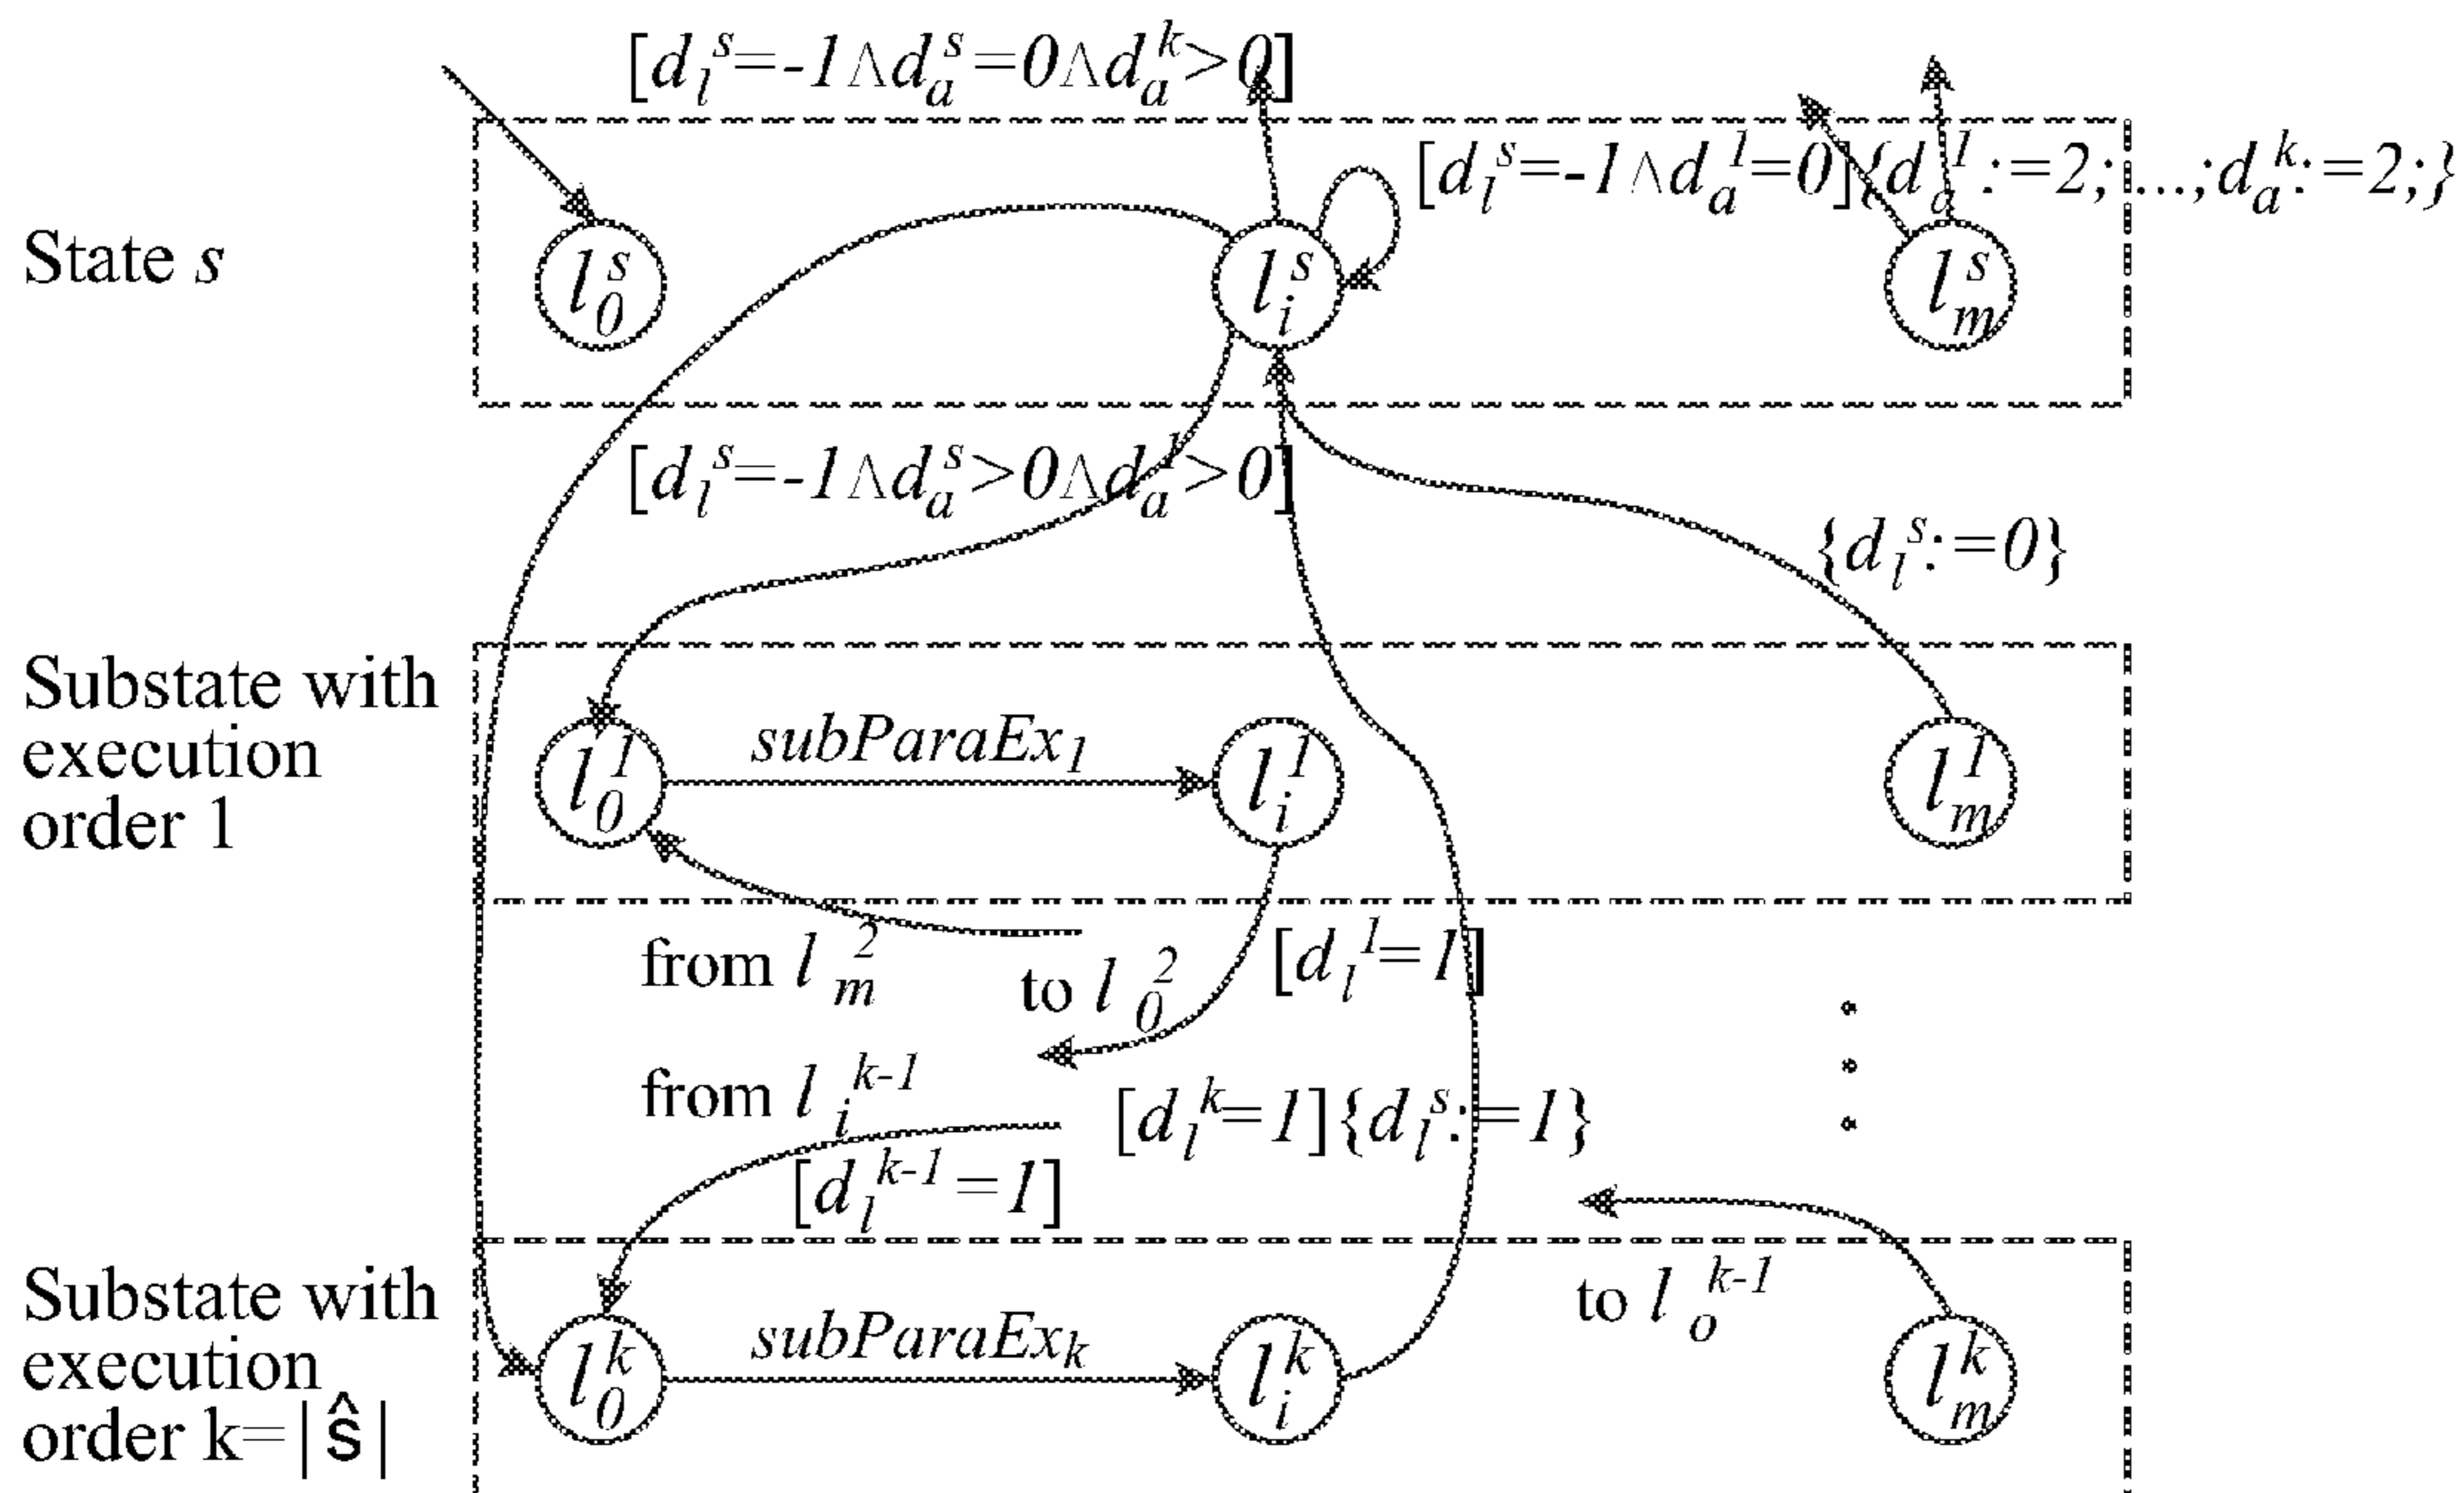 [d_l^s=-1∧d_a^s=0∧d_a^k>0]
[d_l^s=-1∧d_a^1=0]{d_a^1:=2;...;d_a^k:=2;}
State s
l_0^s
l_i^s
l_m^s
[d_l^s=-1∧d_a^s>0∧d_a^1>0]
{d_l^s:=0}
Substate with
execution
order 1
l_0^1
subParaEx_1
l_i^1
l_m^1
from l_m^2
to l_0^2
[d_l^1=1]
from l_i^{k-1}
[d_l^k=1]{d_l^s:=1}
[d_l^{k-1}=1]
Substate with
execution
order k=|ŝ|
l_0^k
subParaEx_k
l_i^k
to l_o^{k-1}
l_m^k